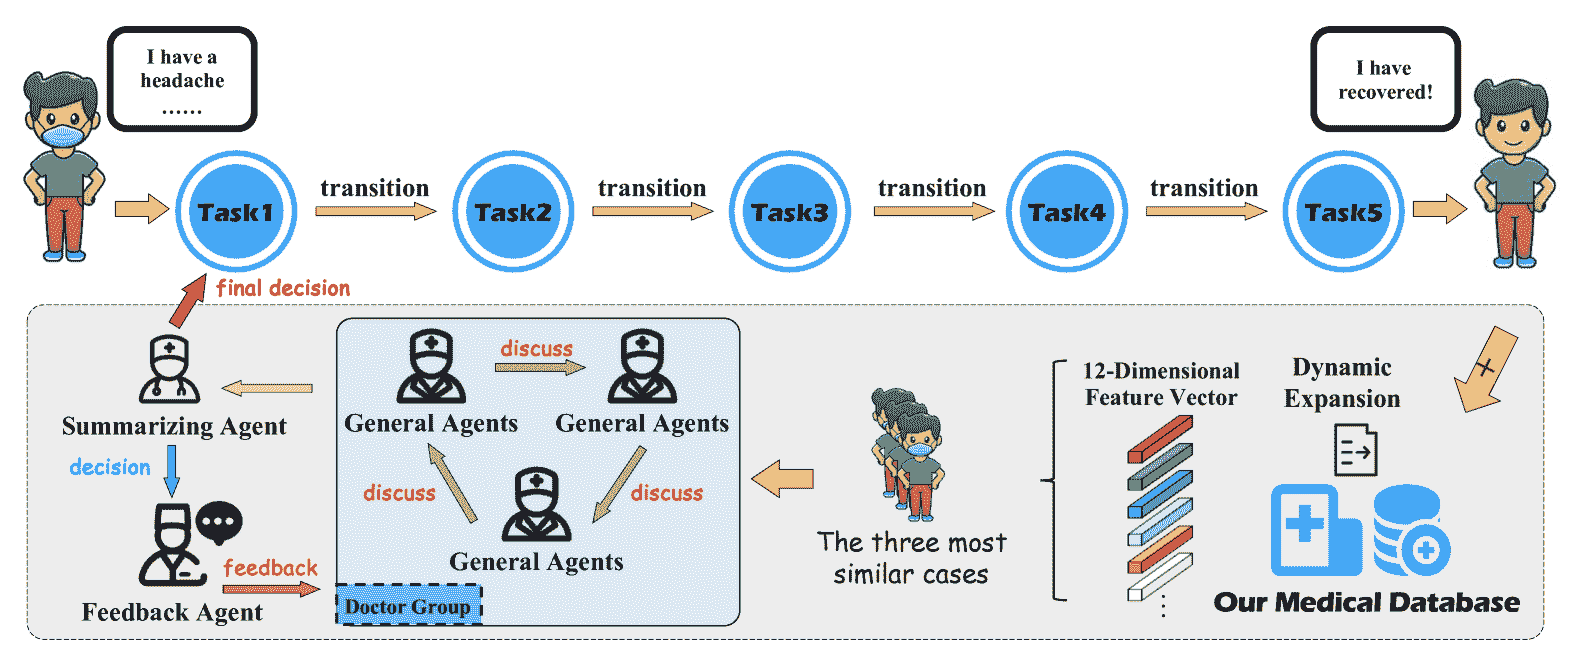 I have a
headache
......
I have
recovered!
Task1
transition
Task2
transition
Task3
transition
Task4
transition
Task5
final decision
Summarizing Agent
decision
Feedback Agent
feedback
General Agents
discuss
General Agents
discuss
discuss
General Agents
Doctor Group
The three most
similar cases
12-Dimensional
Feature Vector
Dynamic
Expansion
+
Our Medical Database